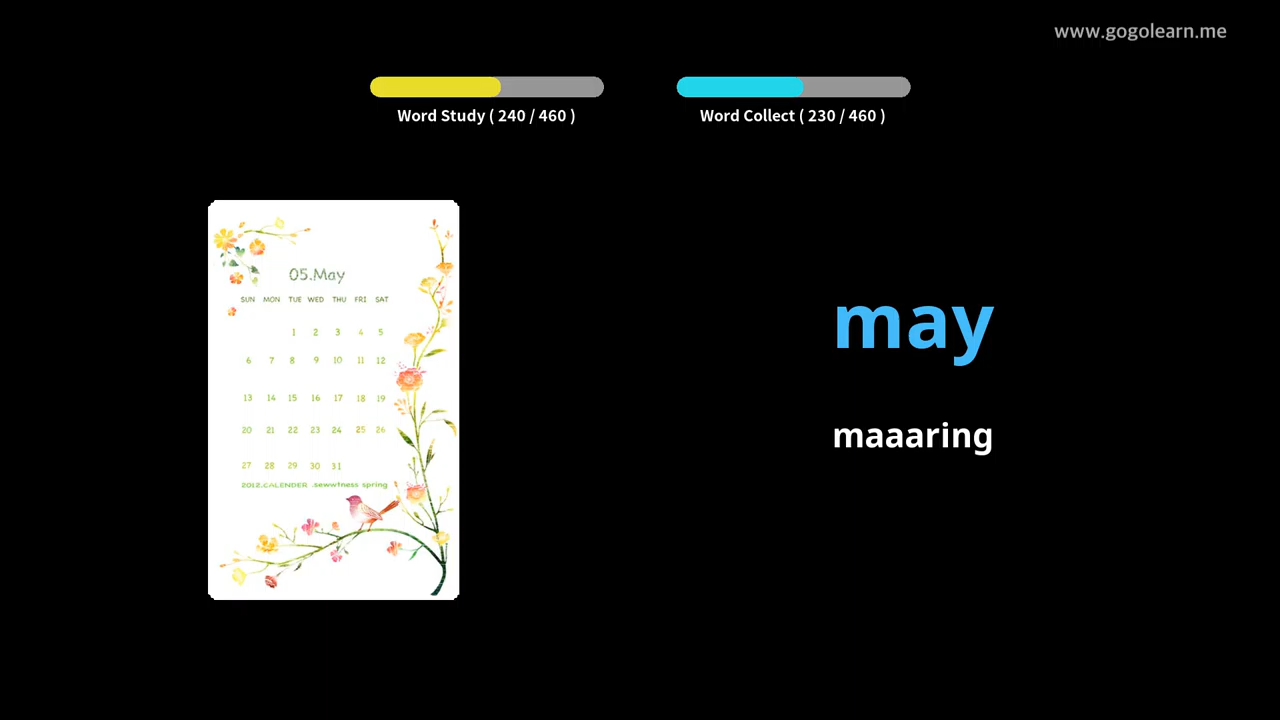 www.gogolearn.me
Word Study ( 240 / 460 )
Word Collect ( 230 / 460 )
05.May
SUN MON TUE WED THU FRI SAT
1 2 3 4 5
6 7 8 9 10 11 12
13 14 15 16 17 18 19
20 21 22 23 24 25 26
27 28 29 30 31
2012.CALENDER .sewwtness spring
may
maaaring